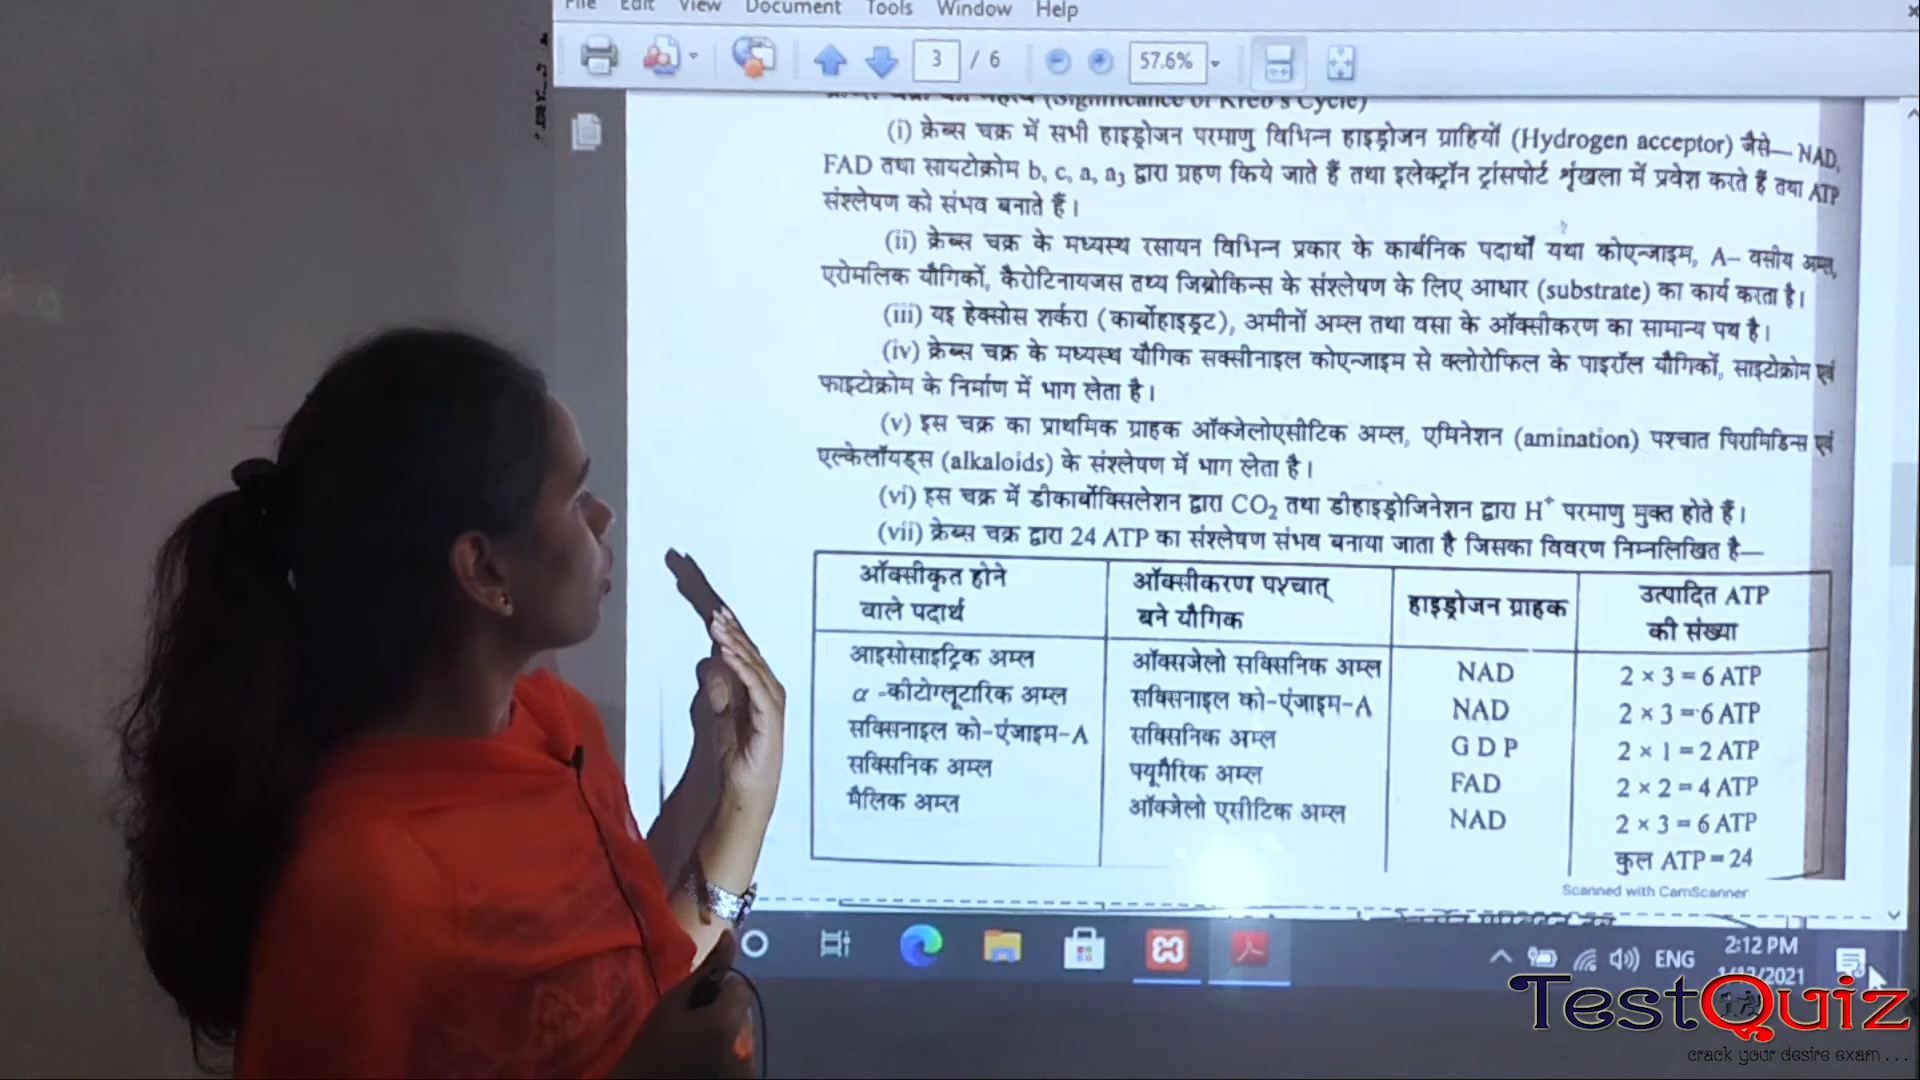 File Edit View Document Tools Window Help
3 / 6 57.6%
(Significance of Kreb's Cycle)
(i) क्रेब्स चक्र में सभी हाइड्रोजन परमाणु विभिन्न हाइड्रोजन ग्राहियों (Hydrogen acceptor) जैसे— NAD,
FAD तथा सायटोक्रोम b, c, a, a3 द्वारा ग्रहण किये जाते हैं तथा इलेक्ट्रॉन ट्रांसपोर्ट शृंखला में प्रवेश करते हैं तथा ATP
संश्लेषण को संभव बनाते हैं।
(ii) क्रेब्स चक्र के मध्यस्थ रसायन विभिन्न प्रकार के कार्बनिक पदार्थों यथा कोएन्जाइम, A– वसीय अम्ल,
एरोमलिक यौगिकों, कैरोटिनायजस तथ्य जिब्रोकिन्स के संश्लेषण के लिए आधार (substrate) का कार्य करता है।
(iii) यइ हेक्सोस शर्करा (कार्बोहाइड्रट), अमीनों अम्ल तथा वसा के ऑक्सीकरण का सामान्य पथ है।
(iv) क्रेब्स चक्र के मध्यस्थ यौगिक सक्सीनाइल कोएन्जाइम से क्लोरोफिल के पाइरॉल यौगिकों, साइटोक्रोम एवं
फाइटोक्रोम के निर्माण में भाग लेता है।
(v) इस चक्र का प्राथमिक ग्राहक ऑक्जेलोएसीटिक अम्ल, एमिनेशन (amination) पश्चात पिरामिडिन्स एवं
एल्केलॉयड्स (alkaloids) के संश्लेषण में भाग लेता है।
(vi) इस चक्र में डीकार्बोक्सिलेशन द्वारा CO2 तथा डीहाइड्रोजिनेशन द्वारा H+ परमाणु मुक्त होते हैं।
(vii) क्रेब्स चक्र द्वारा 24 ATP का संश्लेषण संभव बनाया जाता है जिसका विवरण निम्नलिखित है—
ऑक्सीकृत होने ऑक्सीकरण पश्चात् हाइड्रोजन ग्राहक उत्पादित ATP
वाले पदार्थ बने यौगिक की संख्या
आइसोसाइट्रिक अम्ल ऑक्सजेलो सक्सिनिक अम्ल NAD 2 × 3 = 6 ATP
α -कीटोग्लूटारिक अम्ल सक्सिनाइल को-एंजाइम-A NAD 2 × 3 = 6 ATP
सक्सिनाइल को-एंजाइम-A सक्सिनिक अम्ल G D P 2 × 1 = 2 ATP
सक्सिनिक अम्ल फ्यूमैरिक अम्ल FAD 2 × 2 = 4 ATP
मैलिक अम्ल ऑक्जेलो एसीटिक अम्ल NAD 2 × 3 = 6 ATP
कुल ATP = 24
Scanned with CamScanner
ENG 2:12 PM
1/12/2021
TestQuiz
crack your desire exam ...